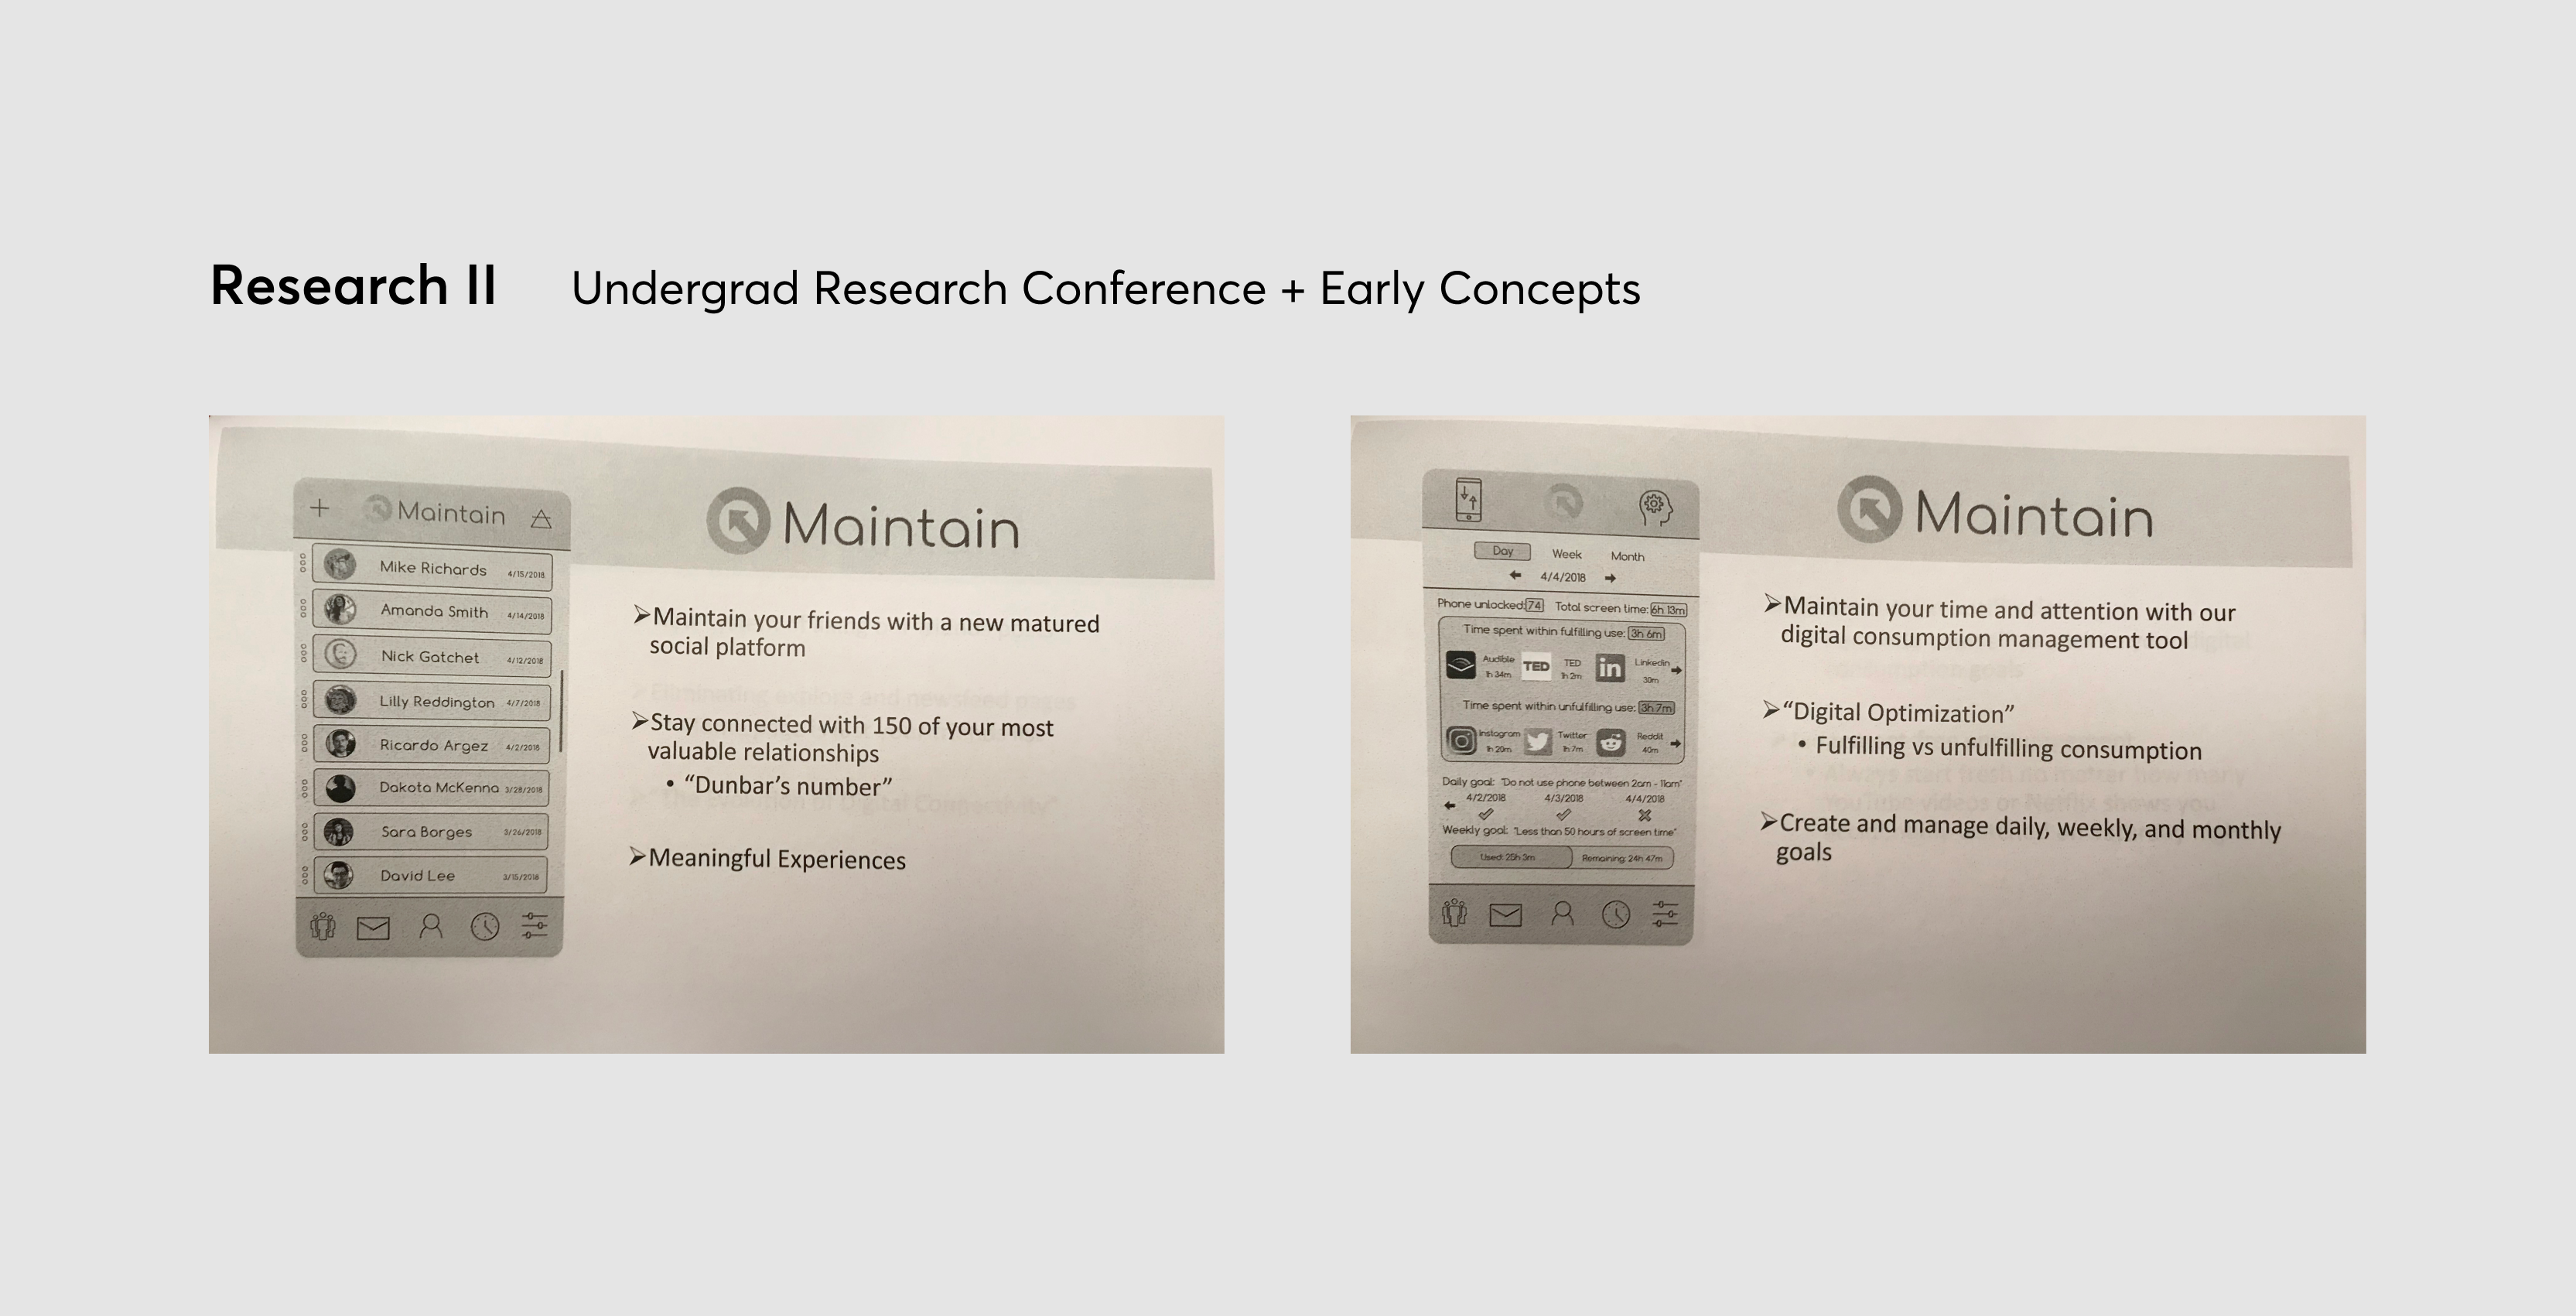 Research II Undergrad Research Conference + Early Concepts
+ Maintain
Mike Richards 4/15/2018
Amanda Smith 4/14/2018
Nick Gatchet 4/12/2018
Lilly Reddington 4/7/2018
Ricardo Argez 4/2/2018
Dakota McKenna 3/28/2018
Sara Borges 3/26/2018
David Lee 3/15/2018
Maintain
➢Maintain your friends with a new matured
social platform
➢Stay connected with 150 of your most
valuable relationships
• “Dunbar’s number”
➢Meaningful Experiences
Day Week Month
4/4/2018
Phone unlocked: 74 Total screen time: 6h 13m
Time spent within fulfilling use: 3h 6m
Audible 1h 34m
TED
TED 1h 2m
in
Linkedin 30m
Time spent within unfulfilling use: 3h 7m
Instagram 1h 20m
Twitter 1h 7m
Reddit 40m
Daily goal: "Do not use phone between 2am - 11am"
4/2/2018 4/3/2018 4/4/2018
Weekly goal: "Less than 50 hours of screen time"
Used: Remaining: 24h 47m
Maintain
➢Maintain your time and attention with our
digital consumption management tool
➢“Digital Optimization”
• Fulfilling vs unfulfilling consumption
➢Create and manage daily, weekly, and monthly
goals